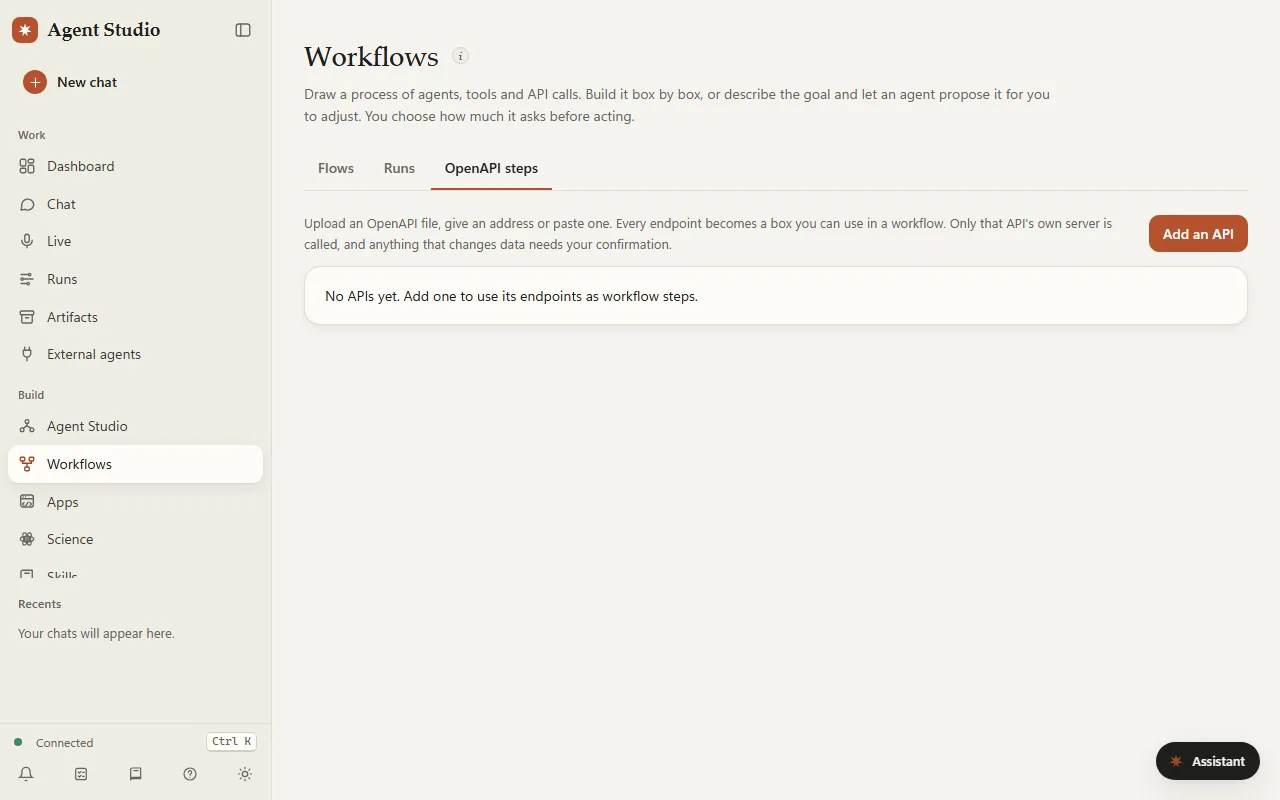 Agent Studio
New chat
Work
Dashboard
Chat
Live
Runs
Artifacts
External agents
Build
Agent Studio
Workflows
Apps
Science
Skills
Recents
Your chats will appear here.
Connected
Ctrl K
Workflows
i
Draw a process of agents, tools and API calls. Build it box by box, or describe the goal and let an agent propose it for you
to adjust. You choose how much it asks before acting.
Flows
Runs
OpenAPI steps
Upload an OpenAPI file, give an address or paste one. Every endpoint becomes a box you can use in a workflow. Only that API's own server is
called, and anything that changes data needs your confirmation.
Add an API
No APIs yet. Add one to use its endpoints as workflow steps.
Assistant